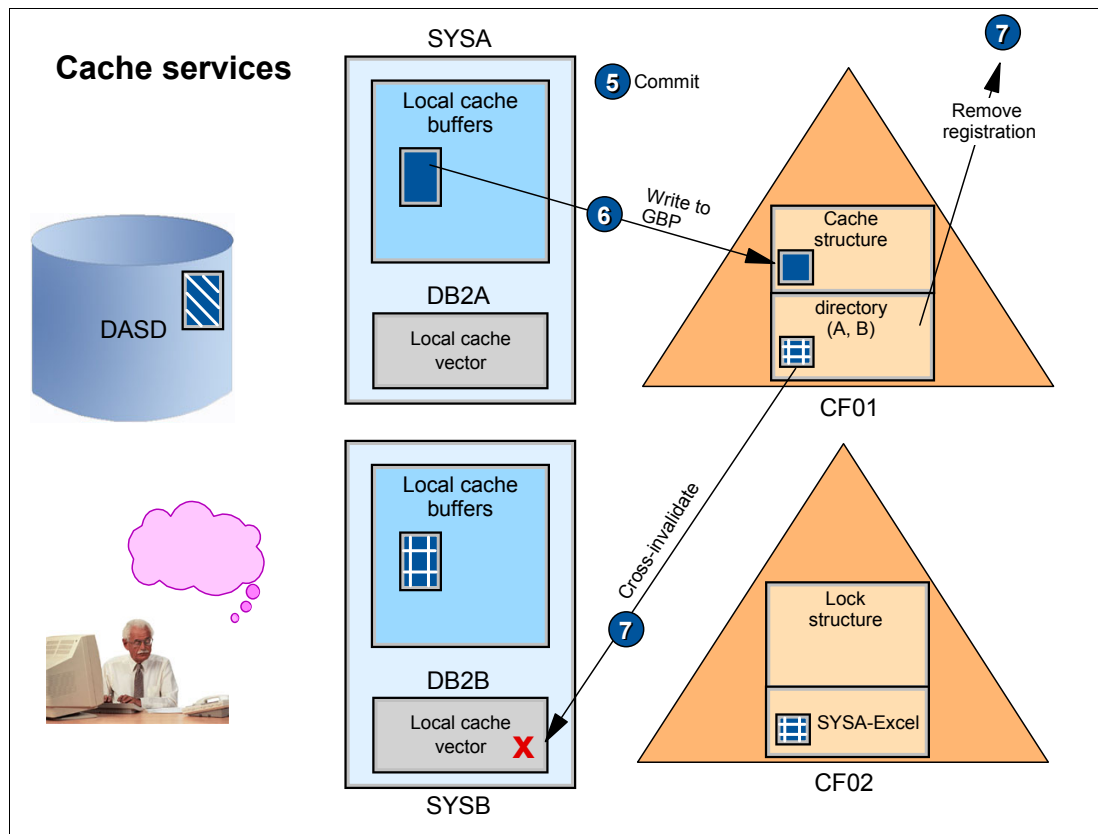 Cache services
SYSA
Local cache
buffers
DB2A
Local cache
vector
5 Commit
6
Write to
GBP
7
Remove
registration
Cache
structure
directory
(A, B)
CF01
DASD
Local cache
buffers
DB2B
Local cache
vector
X
SYSB
Cross-invalidate
7
Lock
structure
SYSA-Excel
CF02